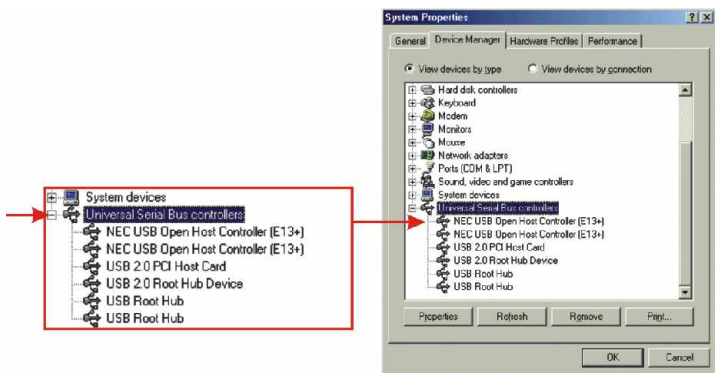 System Properties
General Device Manager Hardware Profiles Performance
View devices by type View devices by connection
Hard disk controllers
Keyboard
Modem
Monitors
Mouse
Network adapters
Ports (COM & LPT)
Sound, video and game controllers
System devices
Universal Serial Bus controllers
NEC USB Open Host Controller (E13+)
NEC USB Open Host Controller (E13+)
USB 2.0 PCI Host Card
USB 2.0 Root Hub Device
USB Root Hub
USB Root Hub
Properties Refresh Remove Print...
OK Cancel
System devices
Universal Serial Bus controllers
NEC USB Open Host Controller (E13+)
NEC USB Open Host Controller (E13+)
USB 2.0 PCI Host Card
USB 2.0 Root Hub Device
USB Root Hub
USB Root Hub